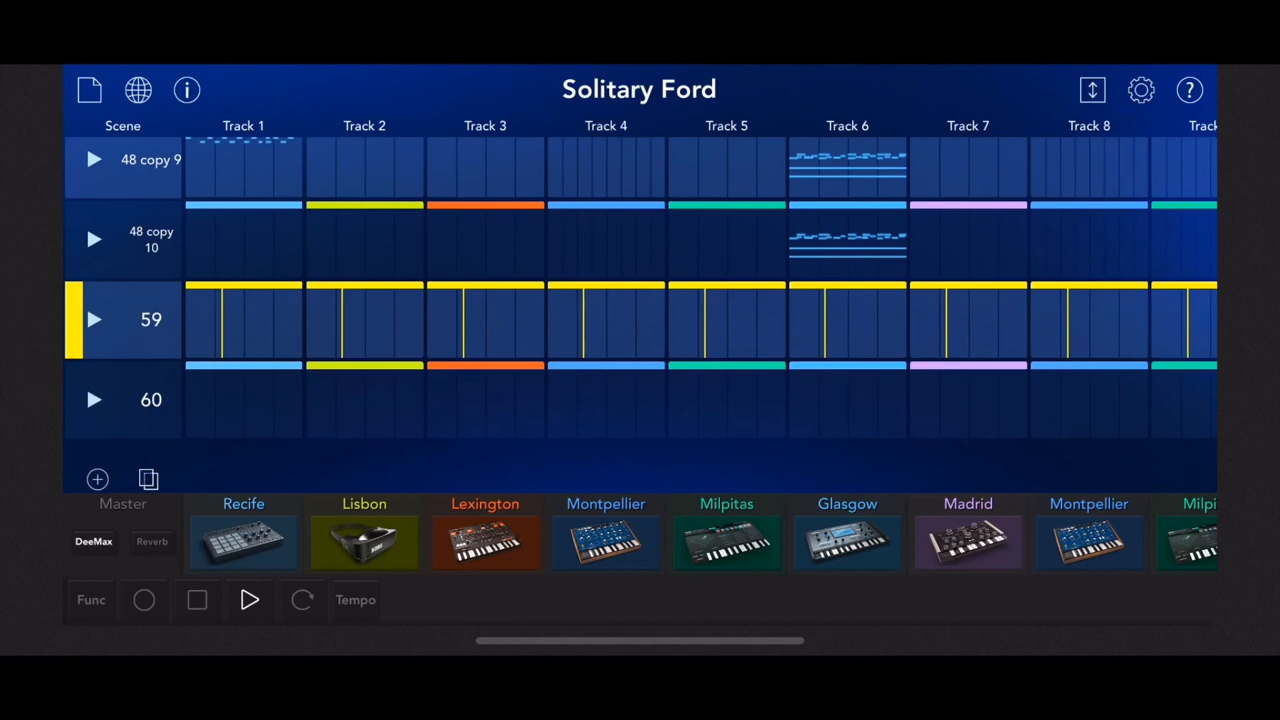 Solitary Ford
Scene
Track 1
Track 2
Track 3
Track 4
Track 5
Track 6
Track 7
Track 8
Track
48 copy 9
48 copy
10
59
60
Master
Recife
Lisbon
Lexington
Montpellier
Milpitas
Glasgow
Madrid
Montpellier
Milpi
DeeMax
Reverb
KORG
Func
Tempo